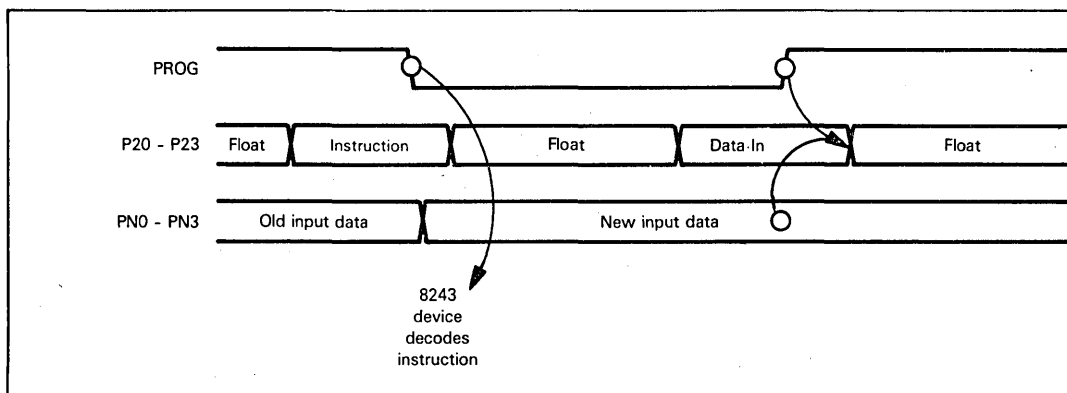 PROG
P20 - P23
Float
Instruction
Float
Data-In
Float
PN0 - PN3
Old input data
New input data
8243
device
decodes
instruction